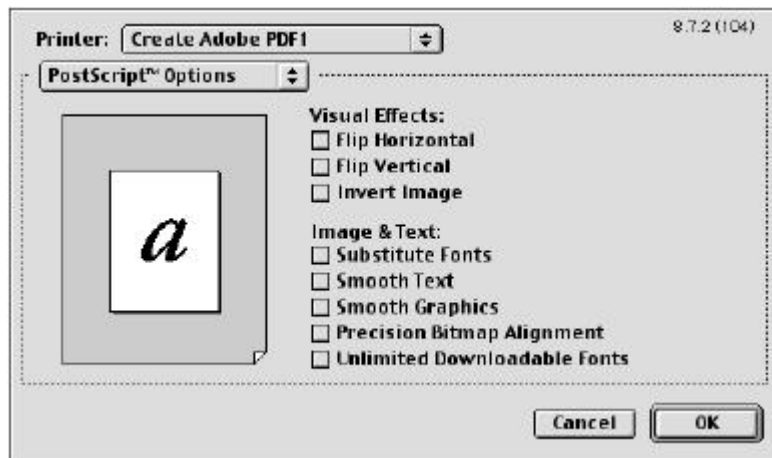 8.7.2 (104)
Printer: Create Adobe PDF1
PostScript™ Options
a
Visual Effects:
Flip Horizontal
Flip Vertical
Invert Image
Image & Text:
Substitute Fonts
Smooth Text
Smooth Graphics
Precision Bitmap Alignment
Unlimited Downloadable Fonts
Cancel OK